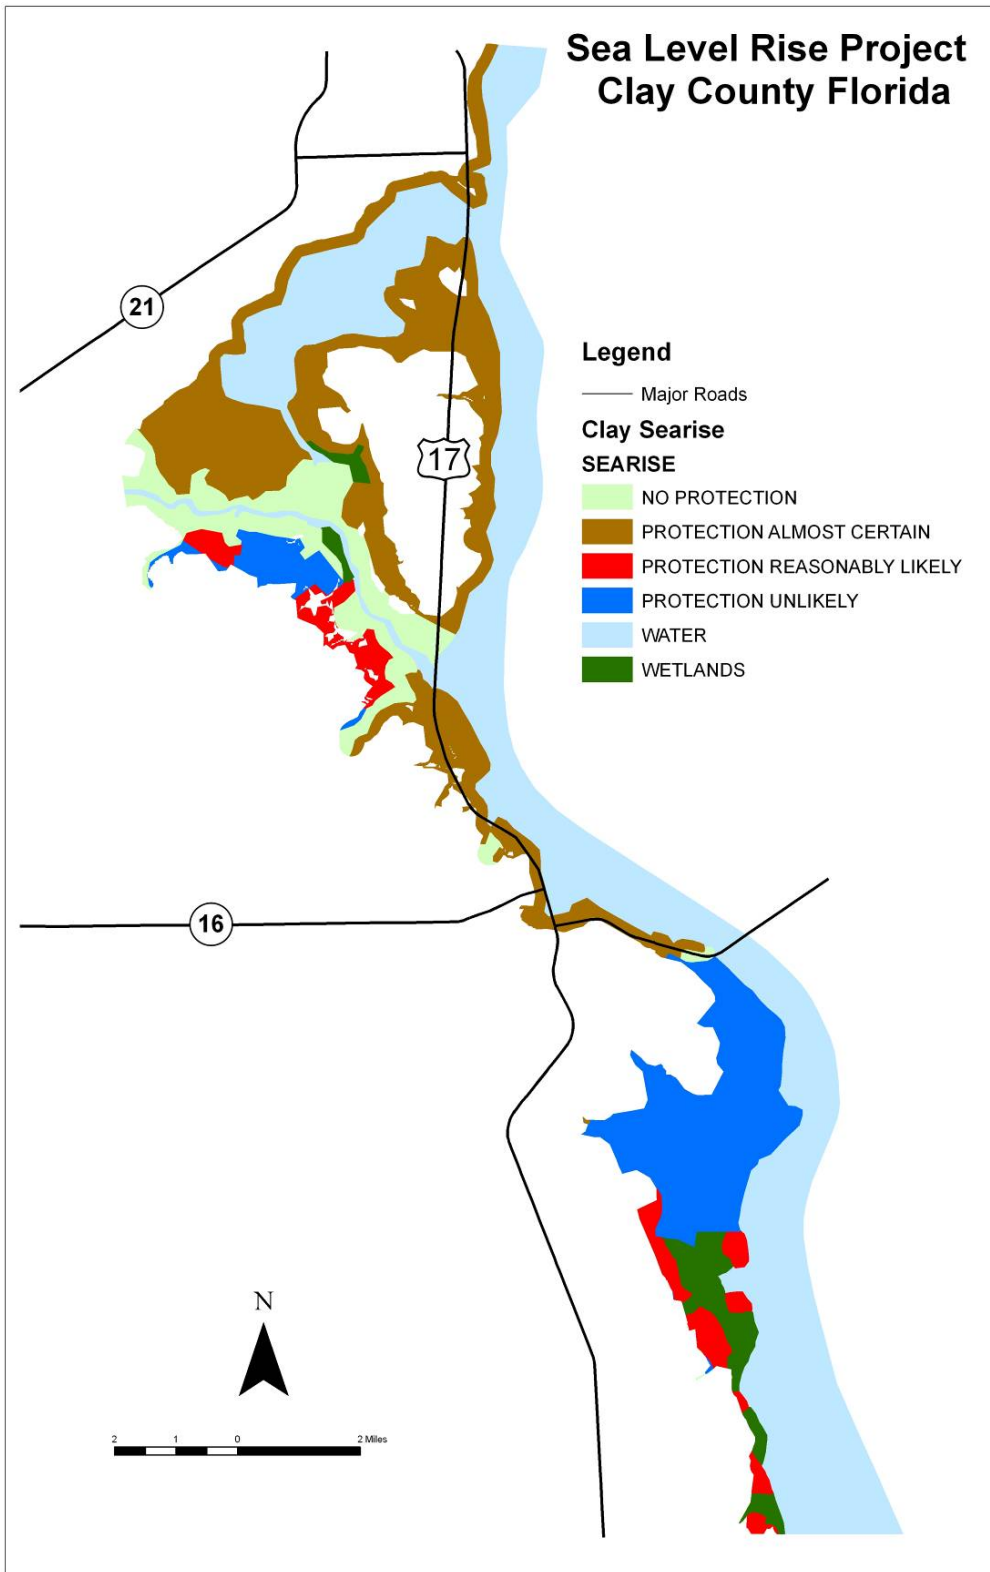 Sea Level Rise Project
Clay County Florida
21
Legend
Major Roads
Clay Searise
SEARISE
17
NO PROTECTION
PROTECTION ALMOST CERTAIN
PROTECTION REASONABLY LIKELY
PROTECTION UNLIKELY
WATER
WETLANDS
16
N
2 1 0 2 Miles